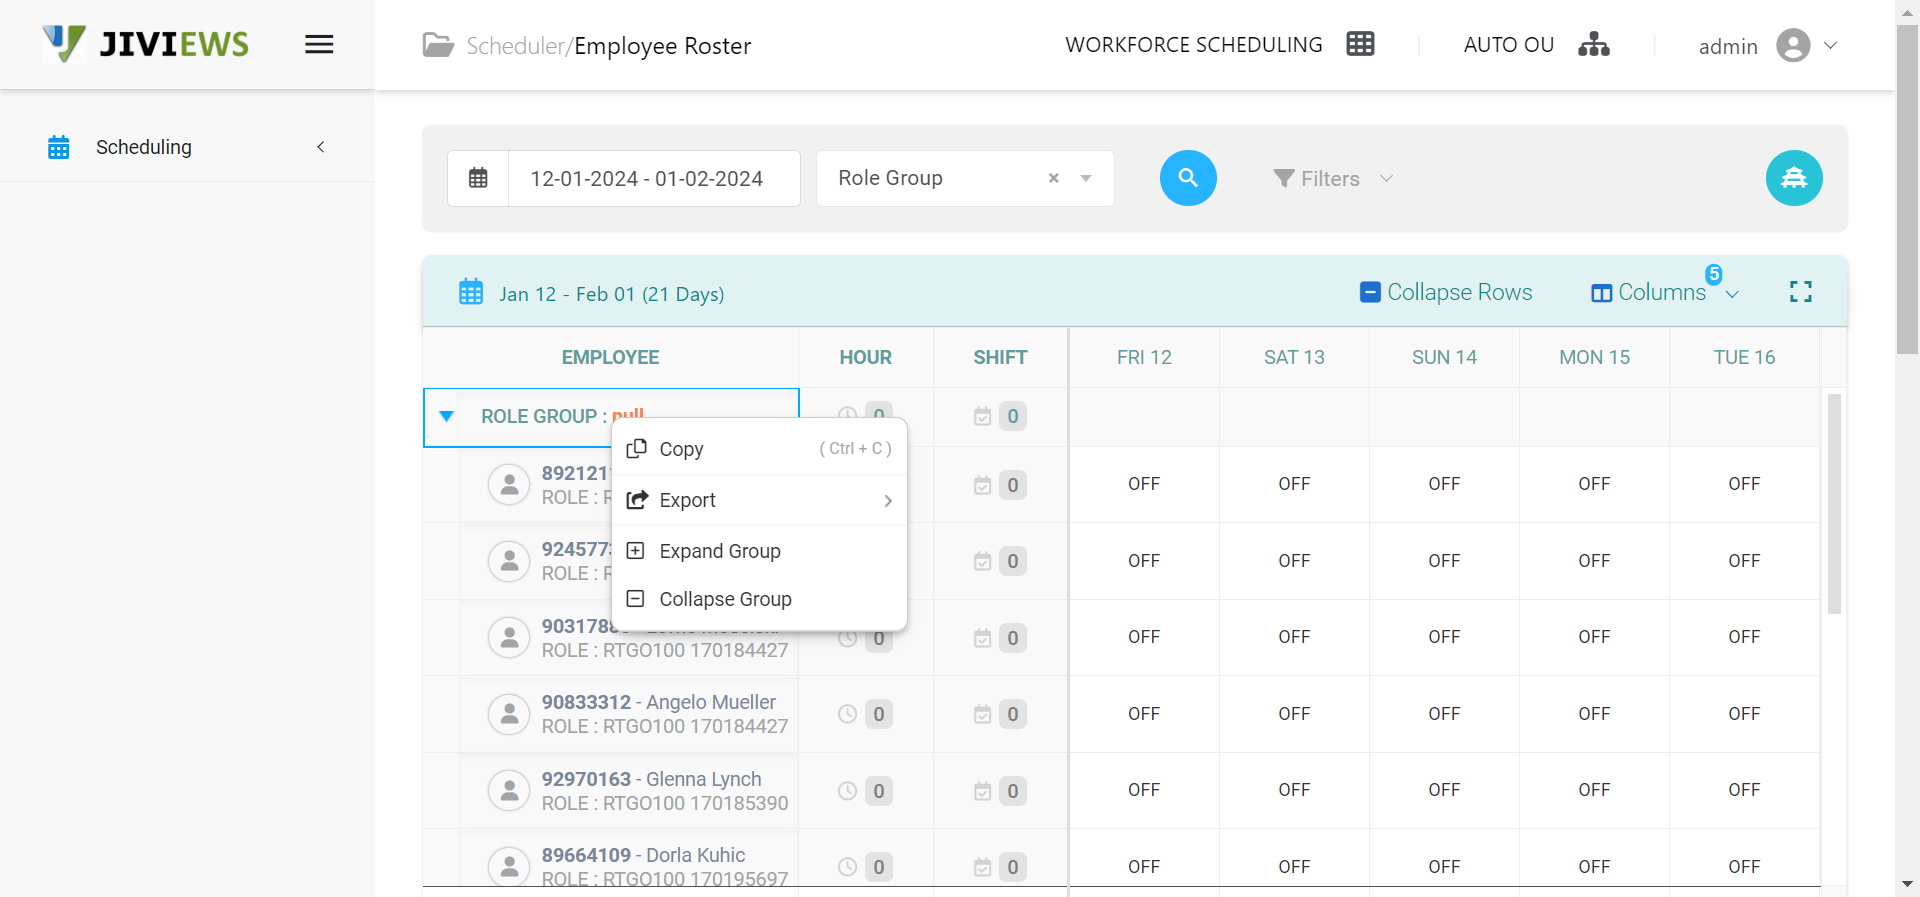 JIVIEWS
Scheduler/Employee Roster
WORKFORCE SCHEDULING
AUTO OU
admin
Scheduling
12-01-2024 - 01-02-2024
Role Group
Filters
Jan 12 - Feb 01 (21 Days)
Collapse Rows
Columns
5
EMPLOYEE HOUR SHIFT FRI 12 SAT 13 SUN 14 MON 15 TUE 16
ROLE GROUP : null 0 0
Copy ( Ctrl + C )
Export
Expand Group
Collapse Group
892121
ROLE :
0 OFF OFF OFF OFF OFF
924577
ROLE :
0 OFF OFF OFF OFF OFF
903178
ROLE : RTGO100 170184427
0 0 OFF OFF OFF OFF OFF
90833312 - Angelo Mueller
ROLE : RTGO100 170184427
0 0 OFF OFF OFF OFF OFF
92970163 - Glenna Lynch
ROLE : RTGO100 170185390
0 0 OFF OFF OFF OFF OFF
89664109 - Dorla Kuhic
ROLE : RTGO100 170195697
0 0 OFF OFF OFF OFF OFF